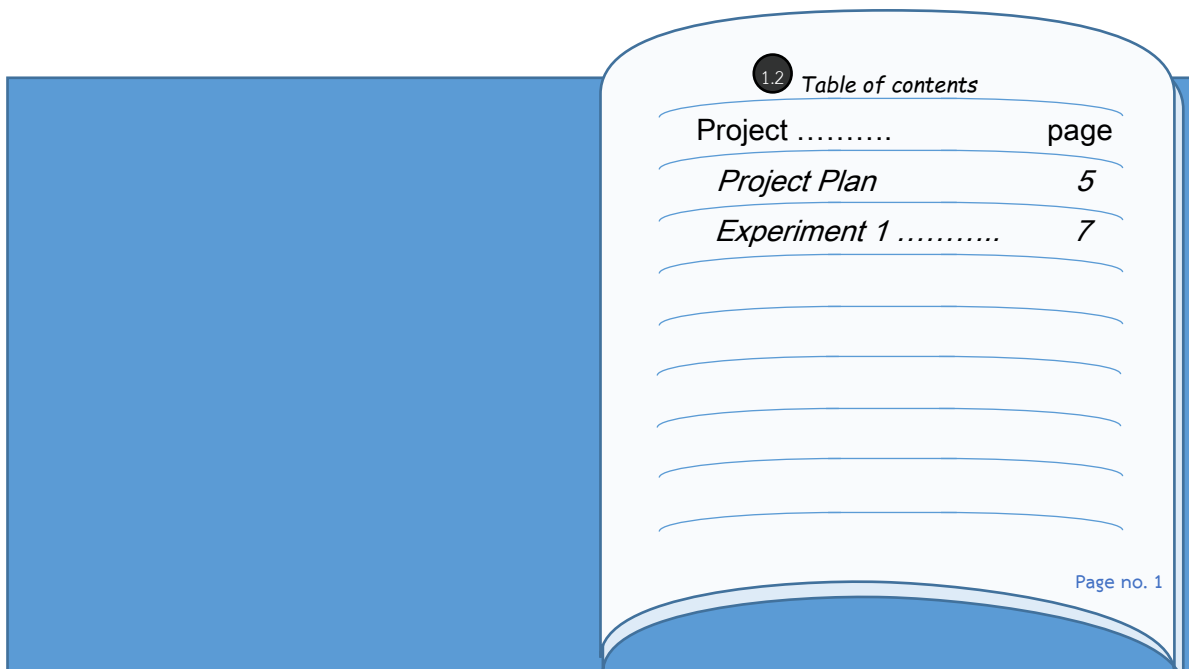 1.2 Table of contents
Project ………. page
Project Plan 5
Experiment 1 ……….. 7
Page no. 1